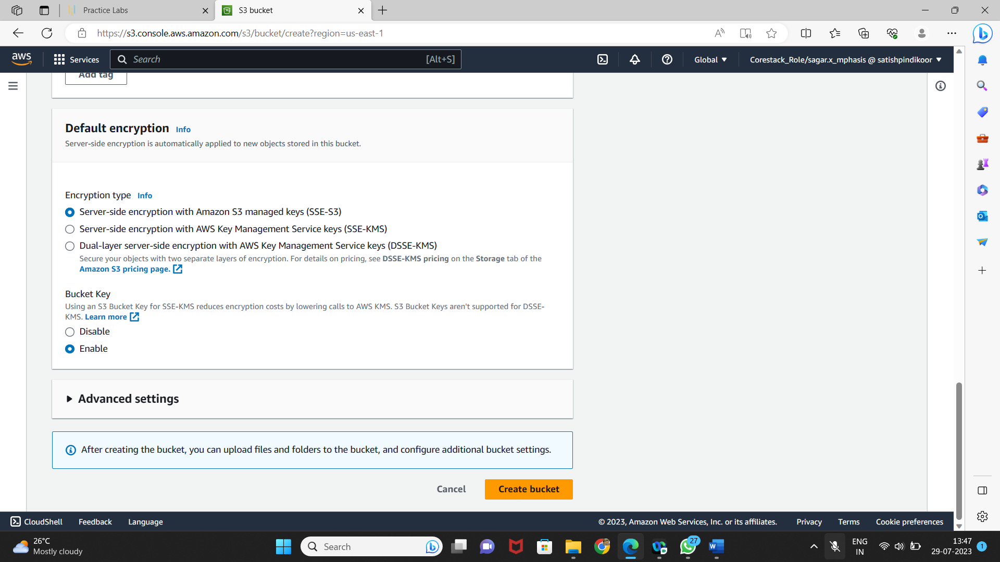 Practice Labs
S3 bucket
https://s3.console.aws.amazon.com/s3/bucket/create?region=us-east-1
aws
Services
Search
[Alt+S]
Global
Corestack_Role/sagar.x_mphasis @ satishpindikoor
Add tag
Default encryption Info
Server-side encryption is automatically applied to new objects stored in this bucket.
Encryption type Info
Server-side encryption with Amazon S3 managed keys (SSE-S3)
Server-side encryption with AWS Key Management Service keys (SSE-KMS)
Dual-layer server-side encryption with AWS Key Management Service keys (DSSE-KMS)
Secure your objects with two separate layers of encryption. For details on pricing, see DSSE-KMS pricing on the Storage tab of the
Amazon S3 pricing page.
Bucket Key
Using an S3 Bucket Key for SSE-KMS reduces encryption costs by lowering calls to AWS KMS. S3 Bucket Keys aren't supported for DSSE-
KMS. Learn more
Disable
Enable
Advanced settings
After creating the bucket, you can upload files and folders to the bucket, and configure additional bucket settings.
Cancel
Create bucket
CloudShell
Feedback
Language
© 2023, Amazon Web Services, Inc. or its affiliates.
Privacy
Terms
Cookie preferences
26°C
Mostly cloudy
Search
27
ENG
IN
13:47
29-07-2023
1